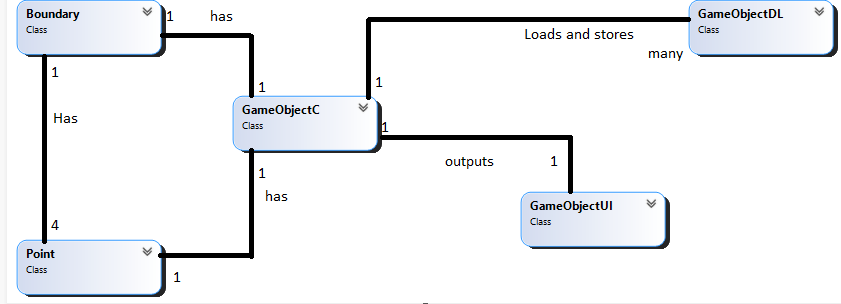 Boundary
Class
1
has
GameObjectDL
Class
Loads and stores
many
1
Has
1
1
GameObjectC
Class
1
outputs
1
1
has
GameObjectUI
Class
4
Point
Class
1